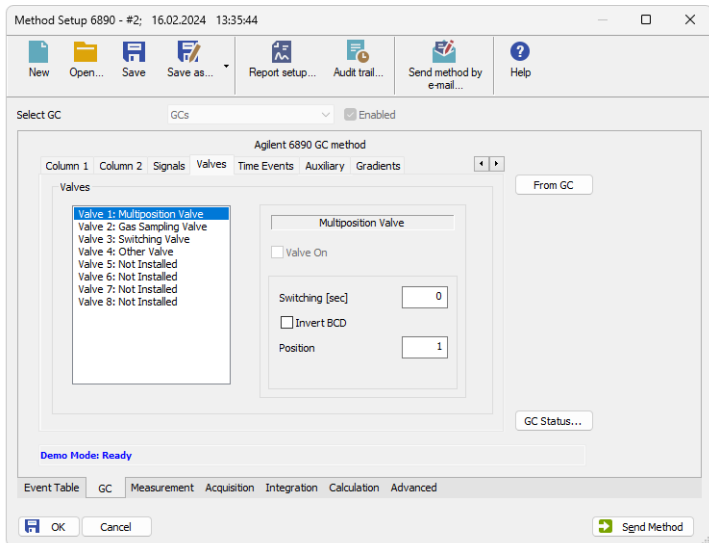 Method Setup 6890 - #2;  16.02.2024  13:35:44
New Open... Save Save as... Report setup... Audit trail... Send method by e-mail... Help
Select GC GCs Enabled
Agilent 6890 GC method
Column 1 Column 2 Signals Valves Time Events Auxiliary Gradients
From GC
Valves
Valve 1: Multiposition Valve
Valve 2: Gas Sampling Valve
Valve 3: Switching Valve
Valve 4: Other Valve
Valve 5: Not Installed
Valve 6: Not Installed
Valve 7: Not Installed
Valve 8: Not Installed
Multiposition Valve
Valve On
Switching [sec] 0
Invert BCD
Position 1
GC Status...
Demo Mode: Ready
Event Table GC Measurement Acquisition Integration Calculation Advanced
OK Cancel Send Method